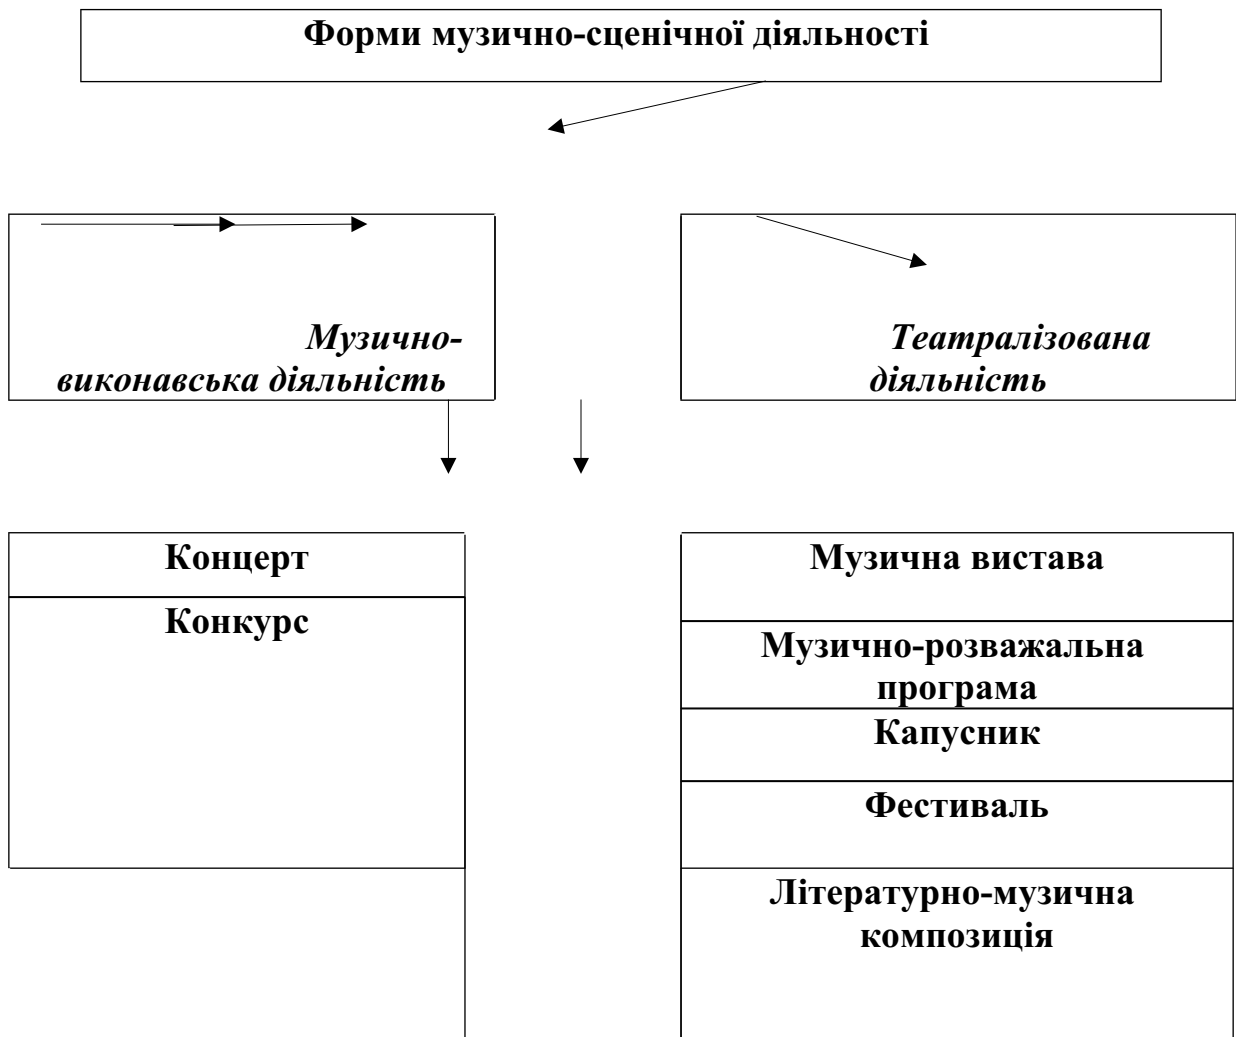 Форми музично-сценічної діяльності
Музично-
виконавська діяльність
Театралізована
діяльність
Концерт
Конкурс
Музична вистава
Музично-розважальна
програма
Капусник
Фестиваль
Літературно-музична
композиція